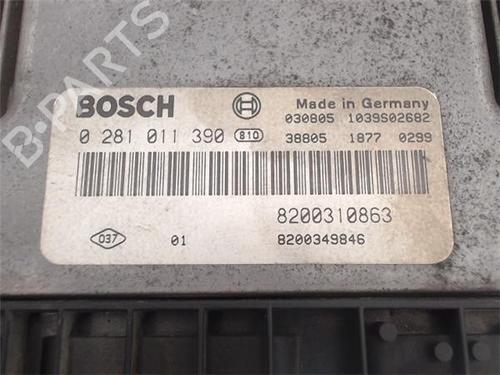 B-PARTS
BOSCH
Made in Germany
030805 1039S02682
0 281 011 390 810
38805 1877 0299
8200310863
037 01 8200349846